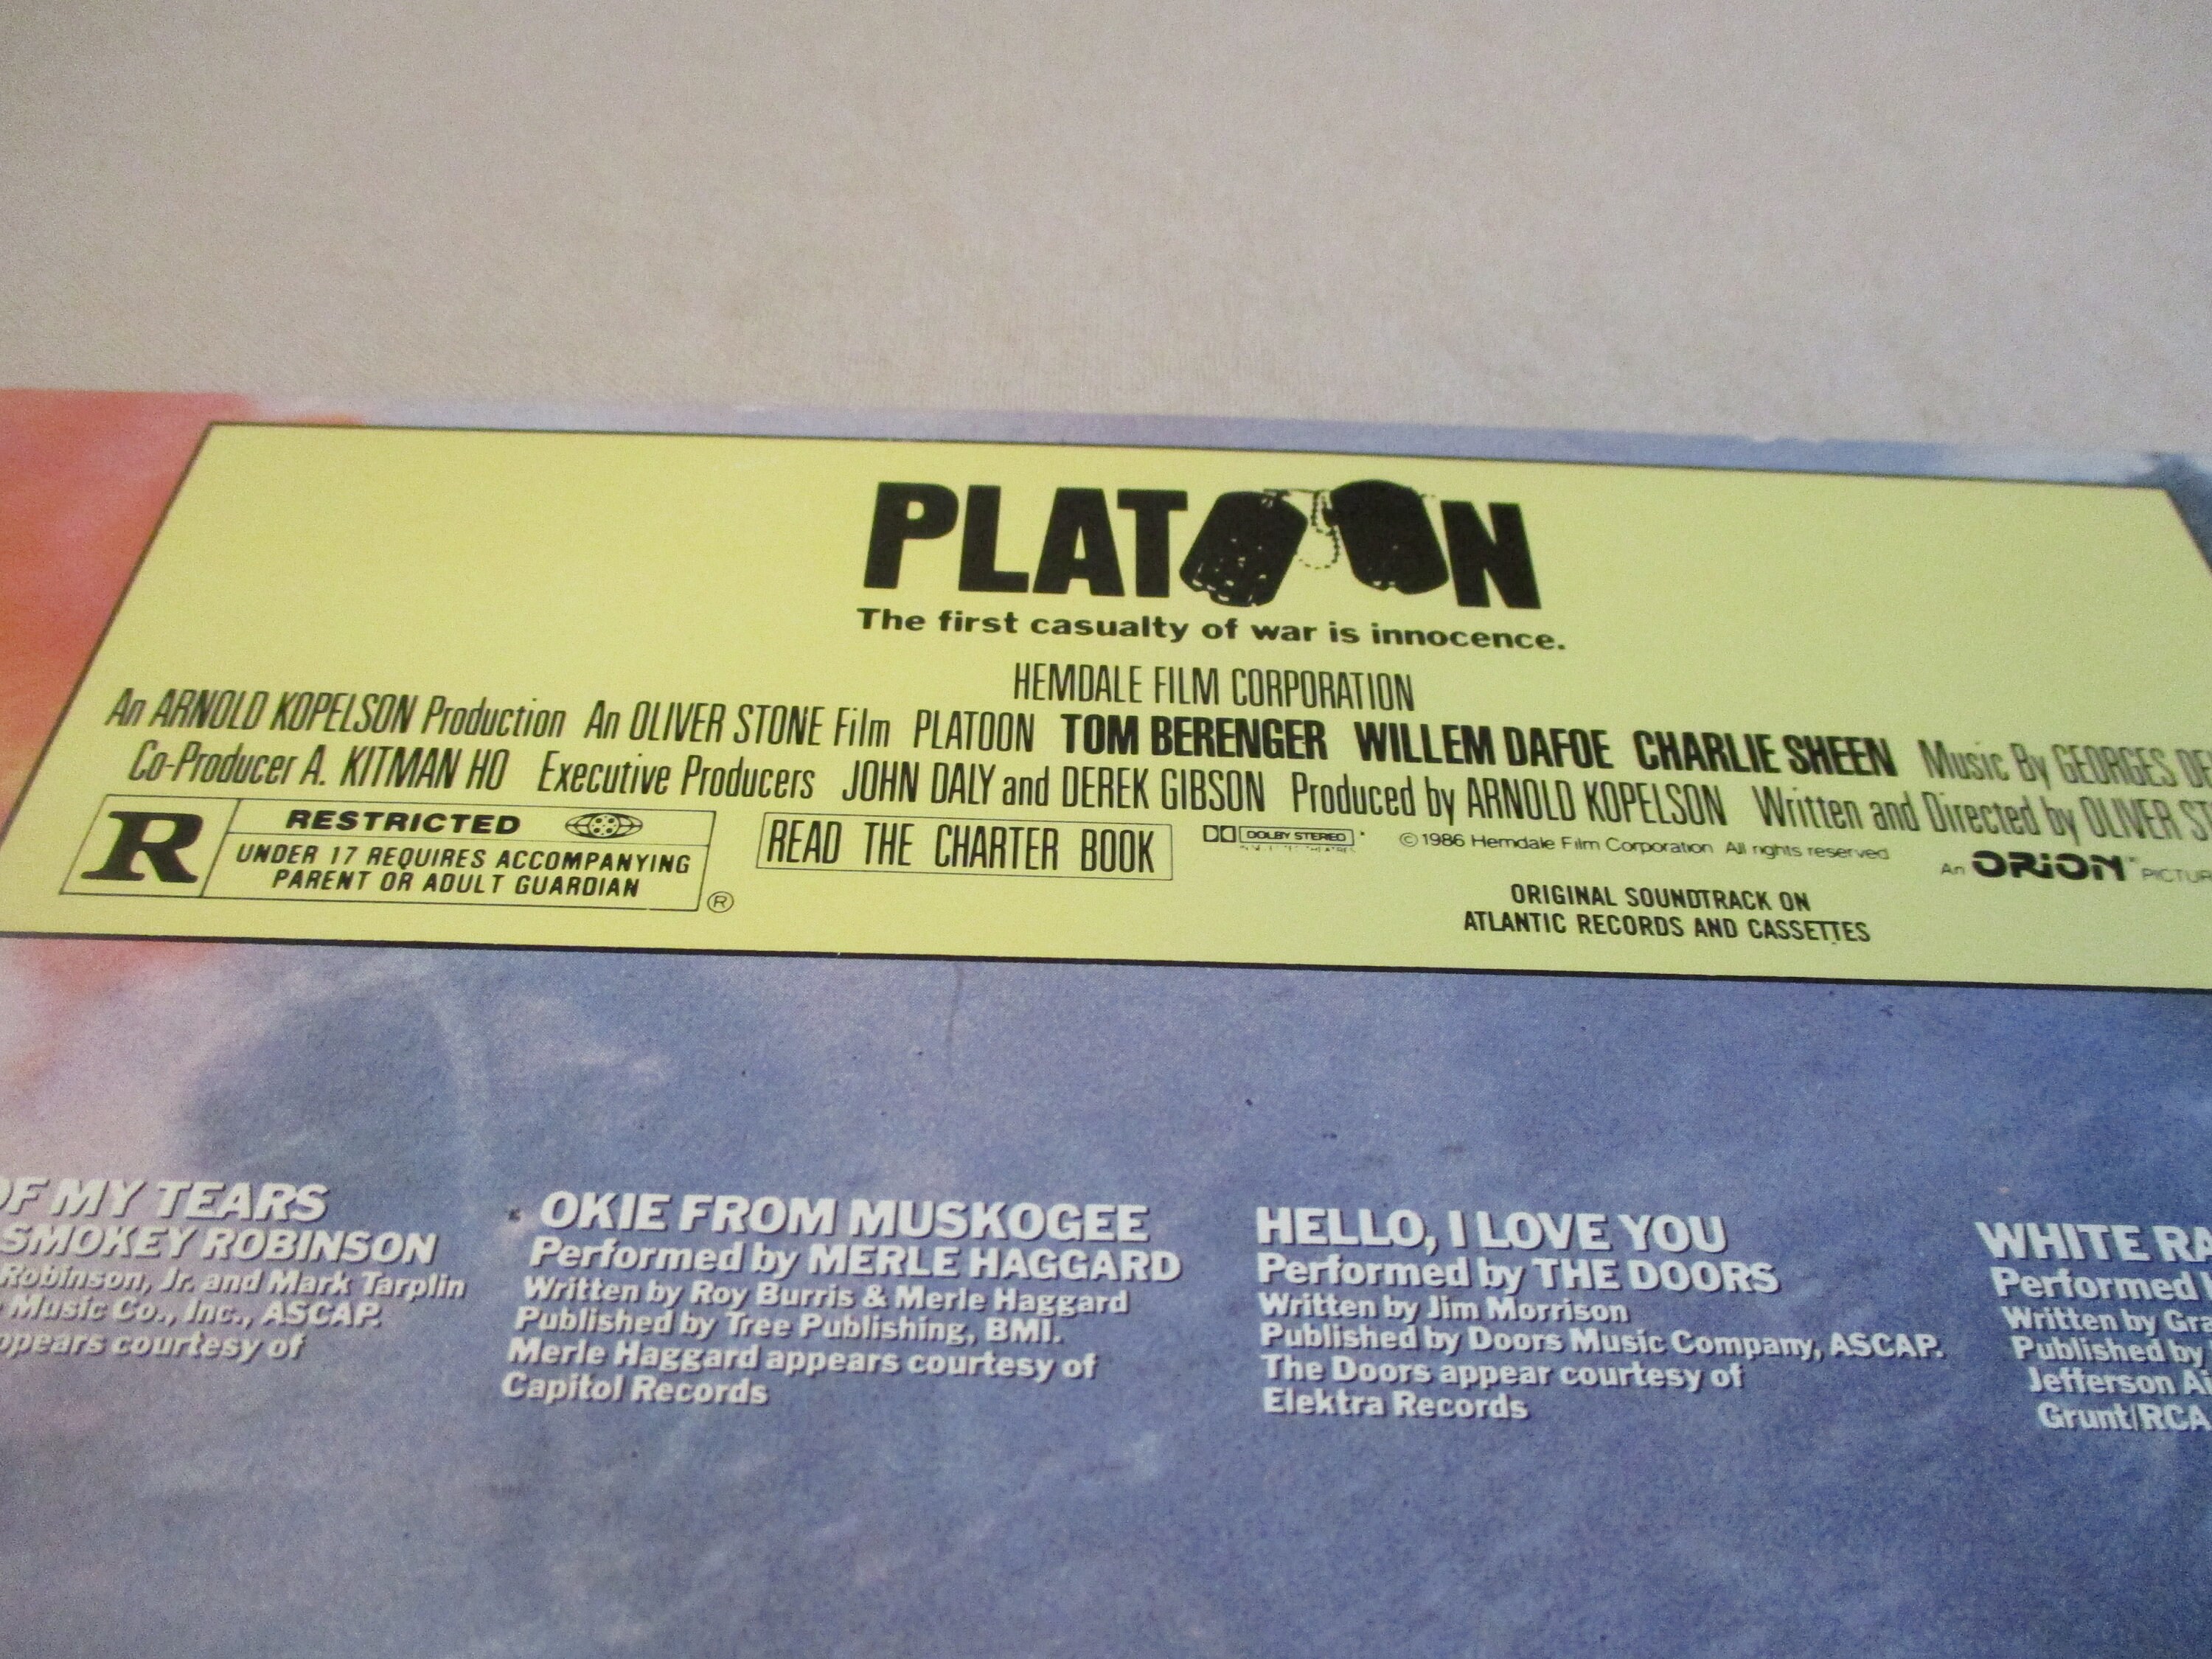 PLATOON
The first casualty of war is innocence.
HEMDALE FILM CORPORATION
An ARNOLD KOPELSON Production An OLIVER STONE Film PLATOON TOM BERENGER WILLEM DAFOE CHARLIE SHEEN Music By GEORGES DE
Co-Producer A. KITMAN HO Executive Producers JOHN DALY and DEREK GIBSON Produced by ARNOLD KOPELSON Written and Directed by OLIVER ST
R RESTRICTED
UNDER 17 REQUIRES ACCOMPANYING
PARENT OR ADULT GUARDIAN
®
READ THE CHARTER BOOK
DOLBY STEREO
©1986 Hemdale Film Corporation All rights reserved
An ORION PICTUR
ORIGINAL SOUNDTRACK ON
ATLANTIC RECORDS AND CASSETTES
OF MY TEARS
SMOKEY ROBINSON
Robinson, Jr. and Mark Tarplin
Music Co., Inc., ASCAP.
ppears courtesy of
OKIE FROM MUSKOGEE
Performed by MERLE HAGGARD
Written by Roy Burris & Merle Haggard
Published by Tree Publishing, BMI.
Merle Haggard appears courtesy of
Capitol Records
HELLO, I LOVE YOU
Performed by THE DOORS
Written by Jim Morrison
Published by Doors Music Company, ASCAP.
The Doors appear courtesy of
Elektra Records
WHITE RA
Performed
Written by Gra
Published by
Jefferson Ai
Grunt/RCA